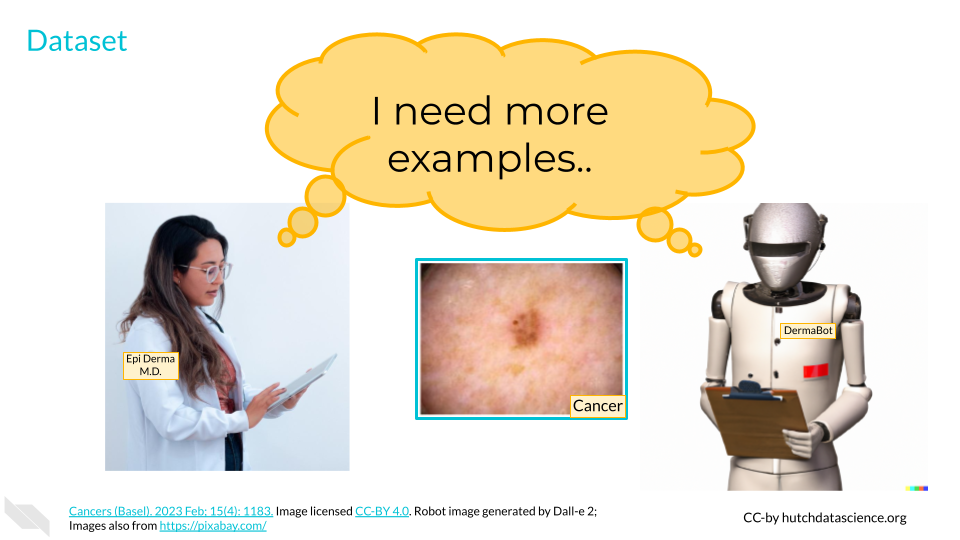 Dataset
I need more
examples..
Epi Derma
M.D.
Cancer
DermaBot
Cancers (Basel). 2023 Feb; 15(4): 1183. Image licensed CC-BY 4.0. Robot image generated by Dall-e 2;
Images also from https://pixabay.com/
CC-by hutchdatascience.org